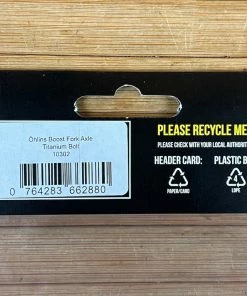 Öhlins Boost Fork Axle
Titanium Bolt
10302
0 764283 662880
PLEASE RECYCLE ME
PLEASE CHECK WITH YOUR LOCAL AUTHORIT
HEADER CARD: PLASTIC B
4
PAPER/CARD LDPE